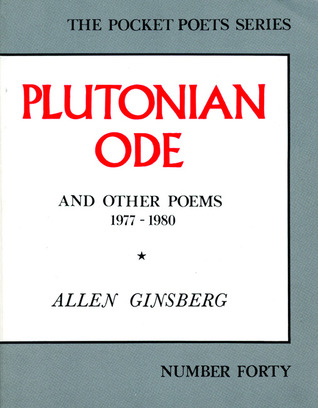 THE POCKET POETS SERIES
PLUTONIAN
ODE
AND OTHER POEMS
1977-1980
★
ALLEN GINSBERG
NUMBER FORTY